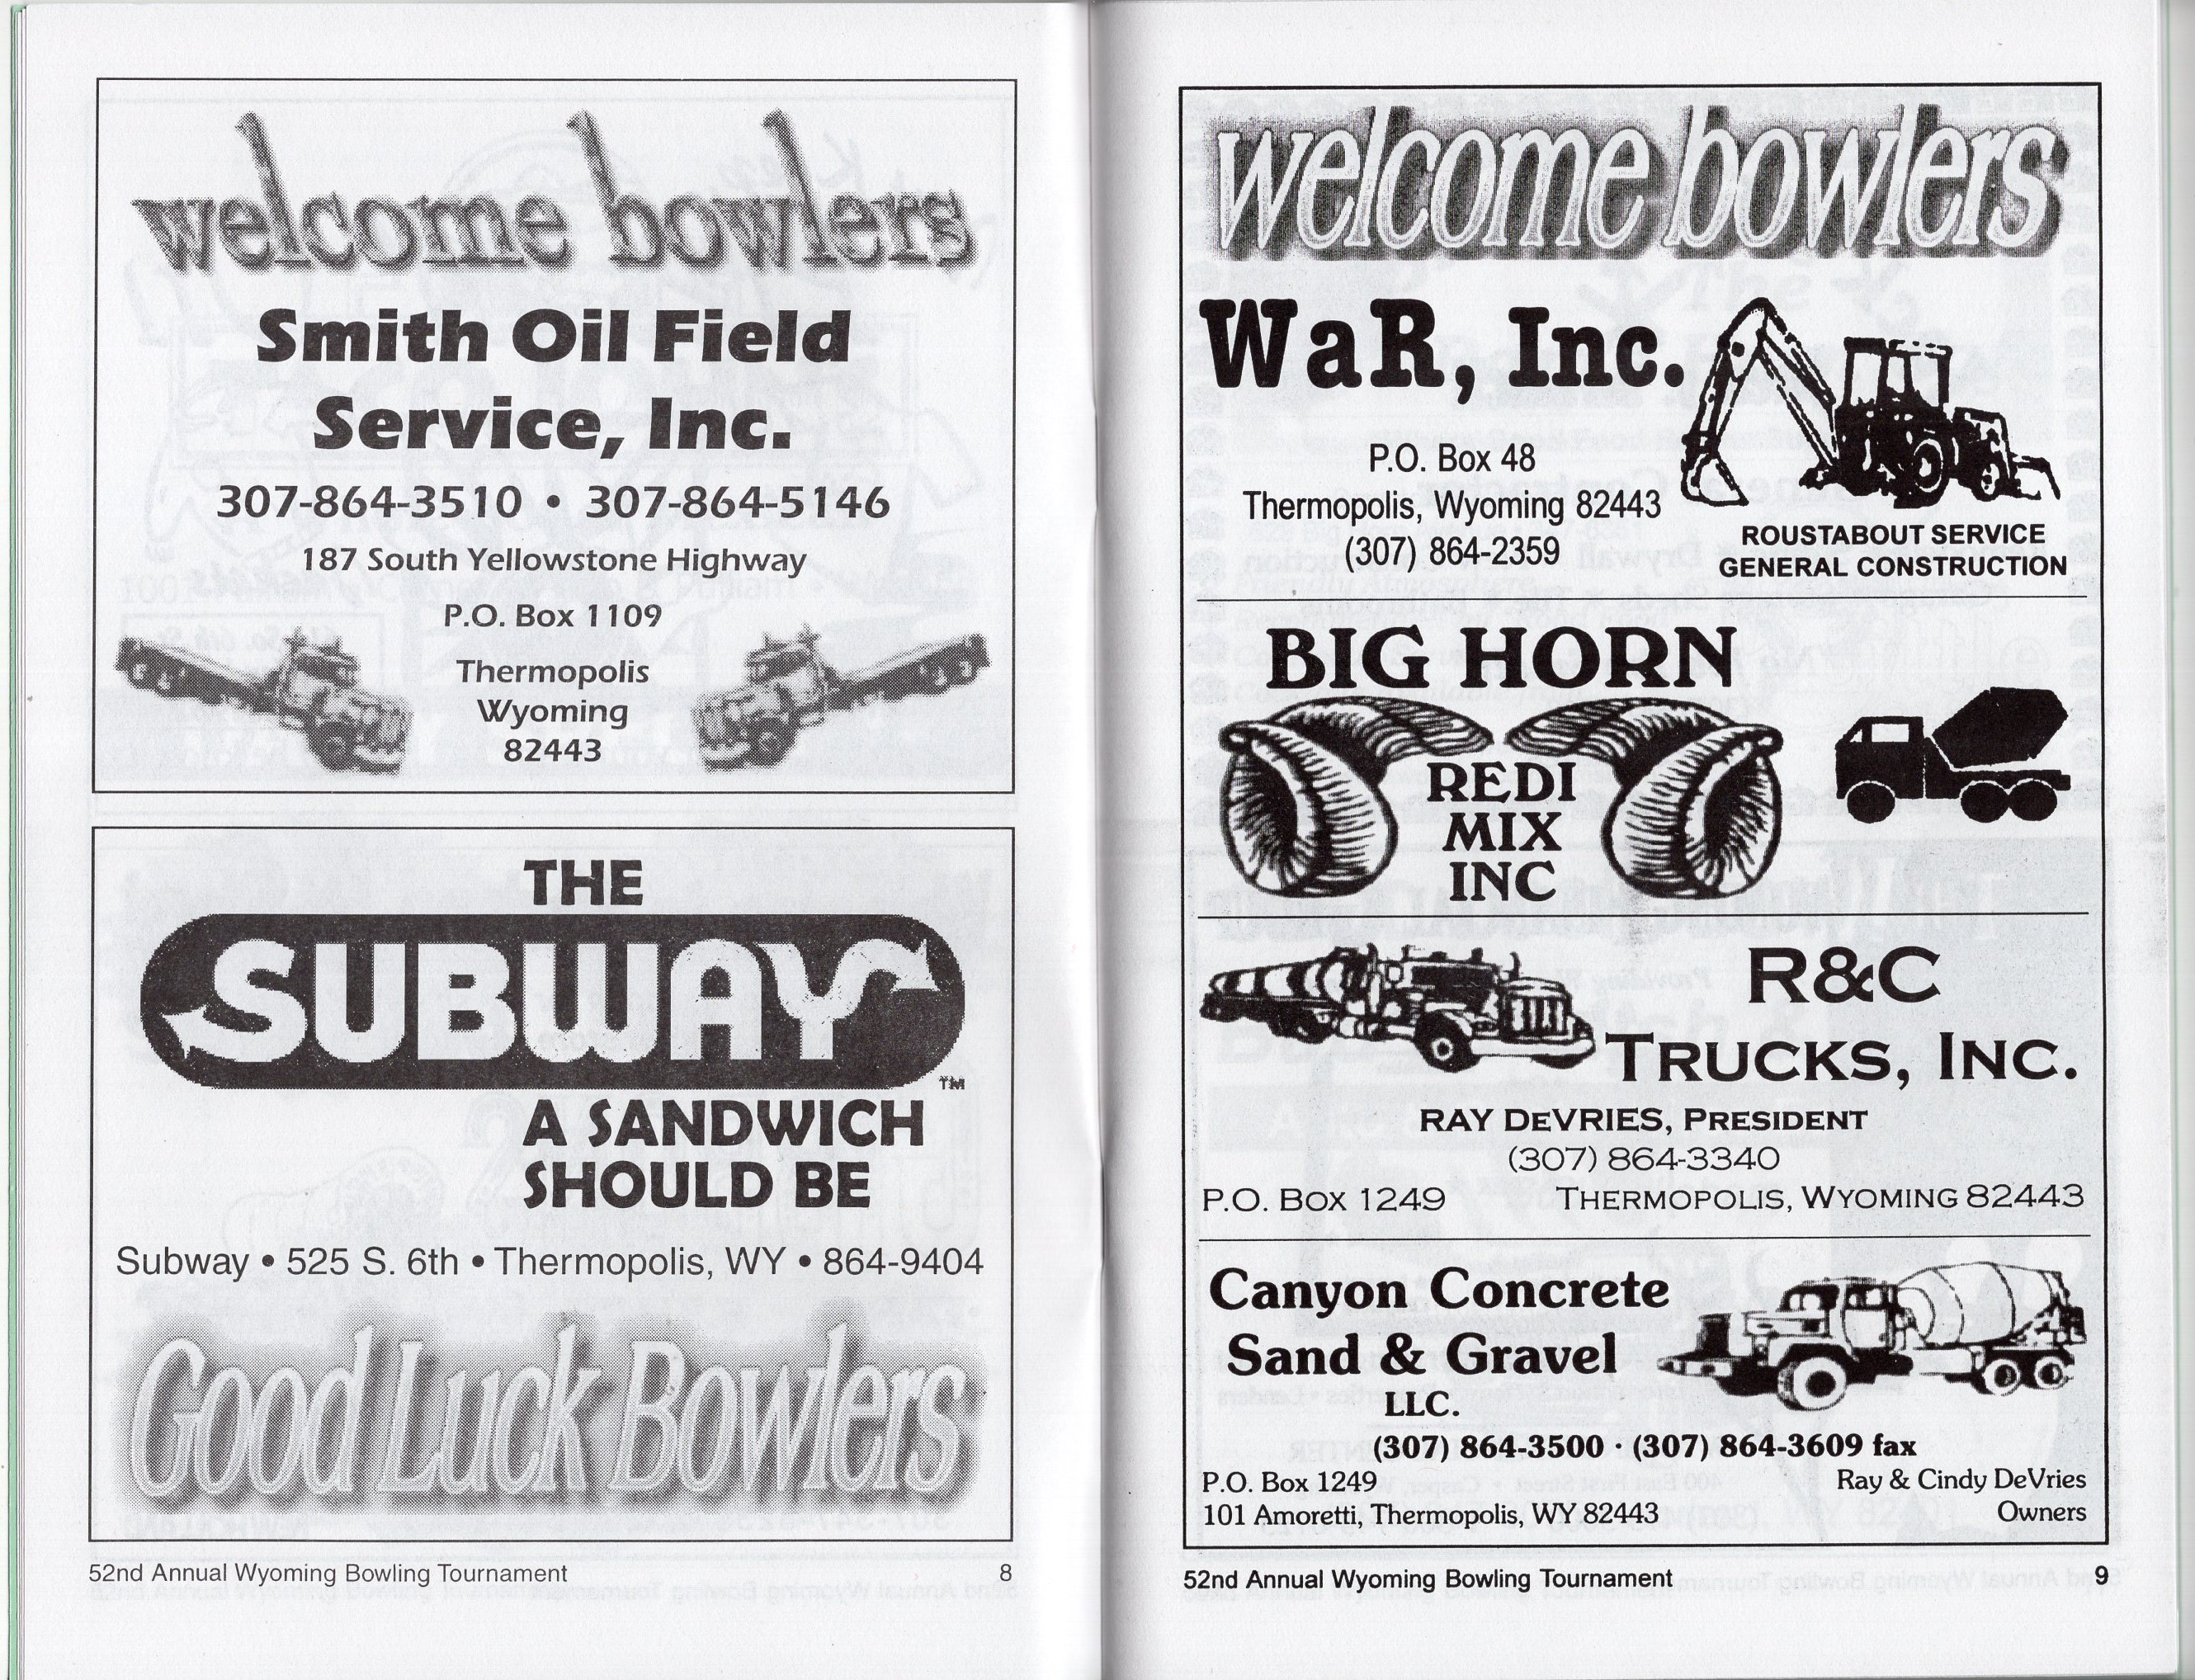 welcome bowlers
Smith Oil Field
Service, Inc.
307-864-3510 • 307-864-5146
187 South Yellowstone Highway
P.O. Box 1109
Thermopolis
Wyoming
82443
THE
SUBWAY
TM
A SANDWICH
SHOULD BE
Subway • 525 S. 6th • Thermopolis, WY • 864-9404
Good Luck Bowlers
52nd Annual Wyoming Bowling Tournament 8
welcome bowlers
WaR, Inc.
P.O. Box 48
Thermopolis, Wyoming 82443
(307) 864-2359
ROUSTABOUT SERVICE
GENERAL CONSTRUCTION
BIG HORN
REDI
MIX
INC
R&C
TRUCKS, INC.
RAY DEVRIES, PRESIDENT
(307) 864-3340
P.O. BOX 1249 THERMOPOLIS, WYOMING 82443
Canyon Concrete
Sand & Gravel
LLC.
(307) 864-3500 · (307) 864-3609 fax
P.O. Box 1249
101 Amoretti, Thermopolis, WY 82443
Ray & Cindy DeVries
Owners
52nd Annual Wyoming Bowling Tournament 9